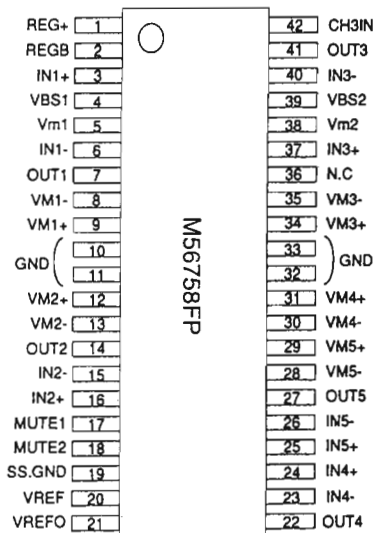 REG+ 1 42 CH3IN
REGB 2 41 OUT3
IN1+ 3 40 IN3-
VBS1 4 39 VBS2
Vm1 5 38 Vm2
IN1- 6 37 IN3+
OUT1 7 36 N.C
VM1- 8 35 VM3-
VM1+ 9 34 VM3+
10 33
GND GND
11 32
VM2+ 12 31 VM4+
VM2- 13 30 VM4-
OUT2 14 29 VM5+
IN2- 15 28 VM5-
IN2+ 16 27 OUT5
MUTE1 17 26 IN5-
MUTE2 18 25 IN5+
SS.GND 19 24 IN4+
VREF 20 23 IN4-
VREFO 21 22 OUT4
M56758FP